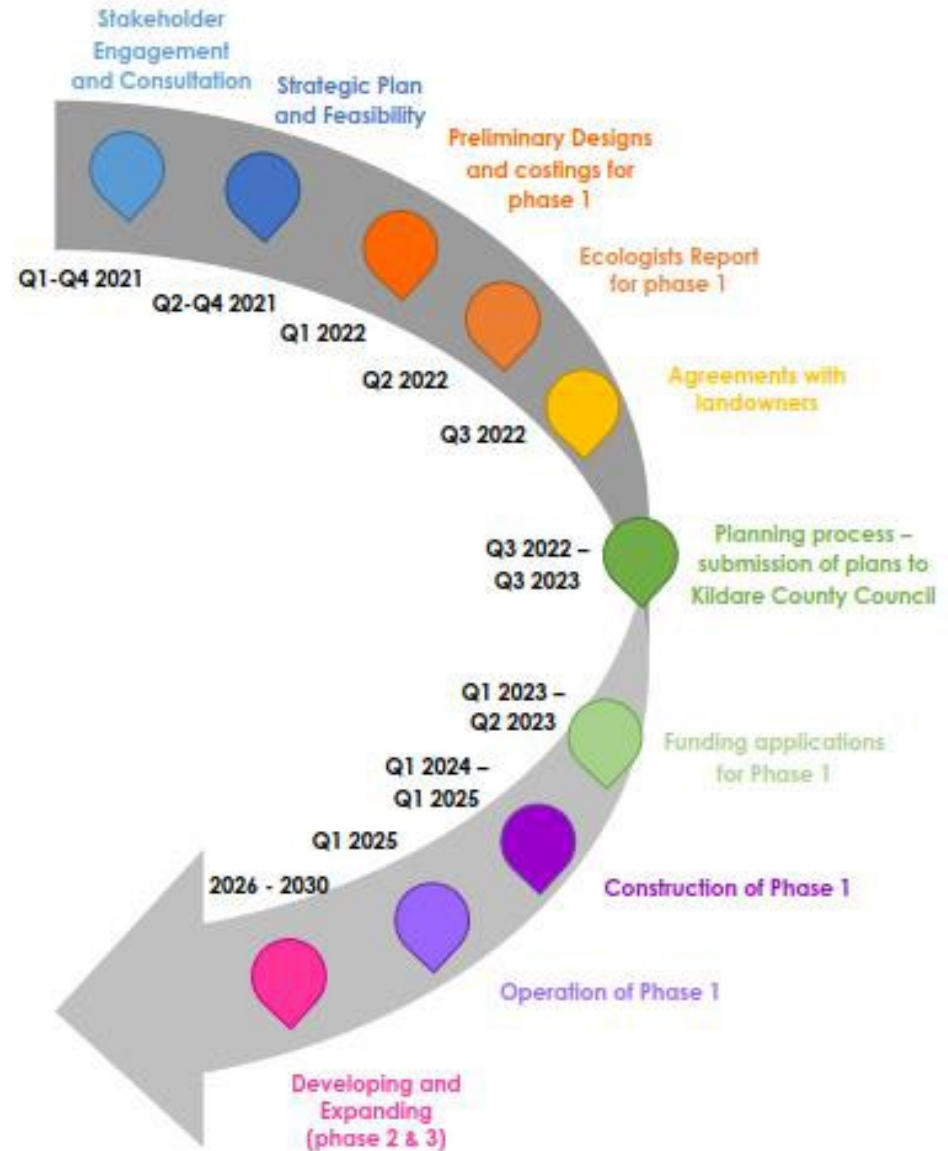 Stakeholder
Engagement
and Consultation
Q1-Q4 2021
Strategic Plan
and Feasibility
Q2-Q4 2021
Preliminary Designs
and costings for
phase 1
Q1 2022
Ecologists Report
for phase 1
Q2 2022
Agreements with
landowners
Q3 2022
Planning process –
submission of plans to
Kildare County Council
Q3 2022 –
Q3 2023
Funding applications
for Phase 1
Q1 2023 –
Q2 2023
Construction of Phase 1
Q1 2024 –
Q1 2025
Operation of Phase 1
Q1 2025
Developing and
Expanding
(phase 2 & 3)
2026 - 2030